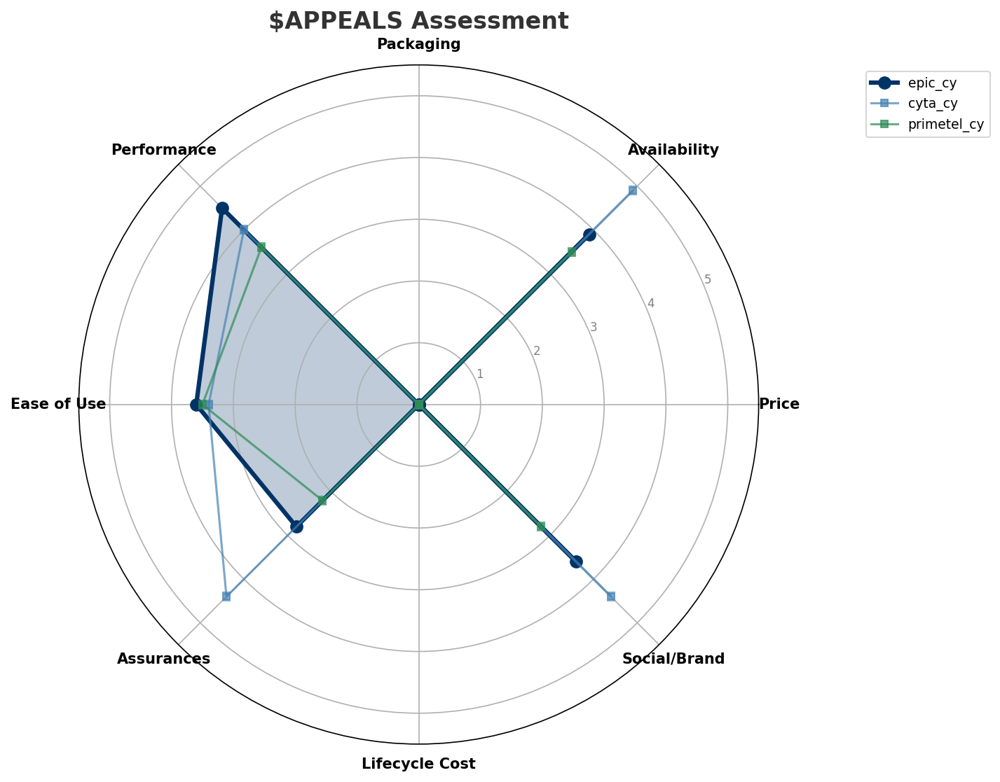 $APPEALS Assessment
Packaging
epic_cy
cyta_cy
primetel_cy
Performance
Availability
5
4
3
2
1
Ease of Use
Price
Assurances
Social/Brand
Lifecycle Cost